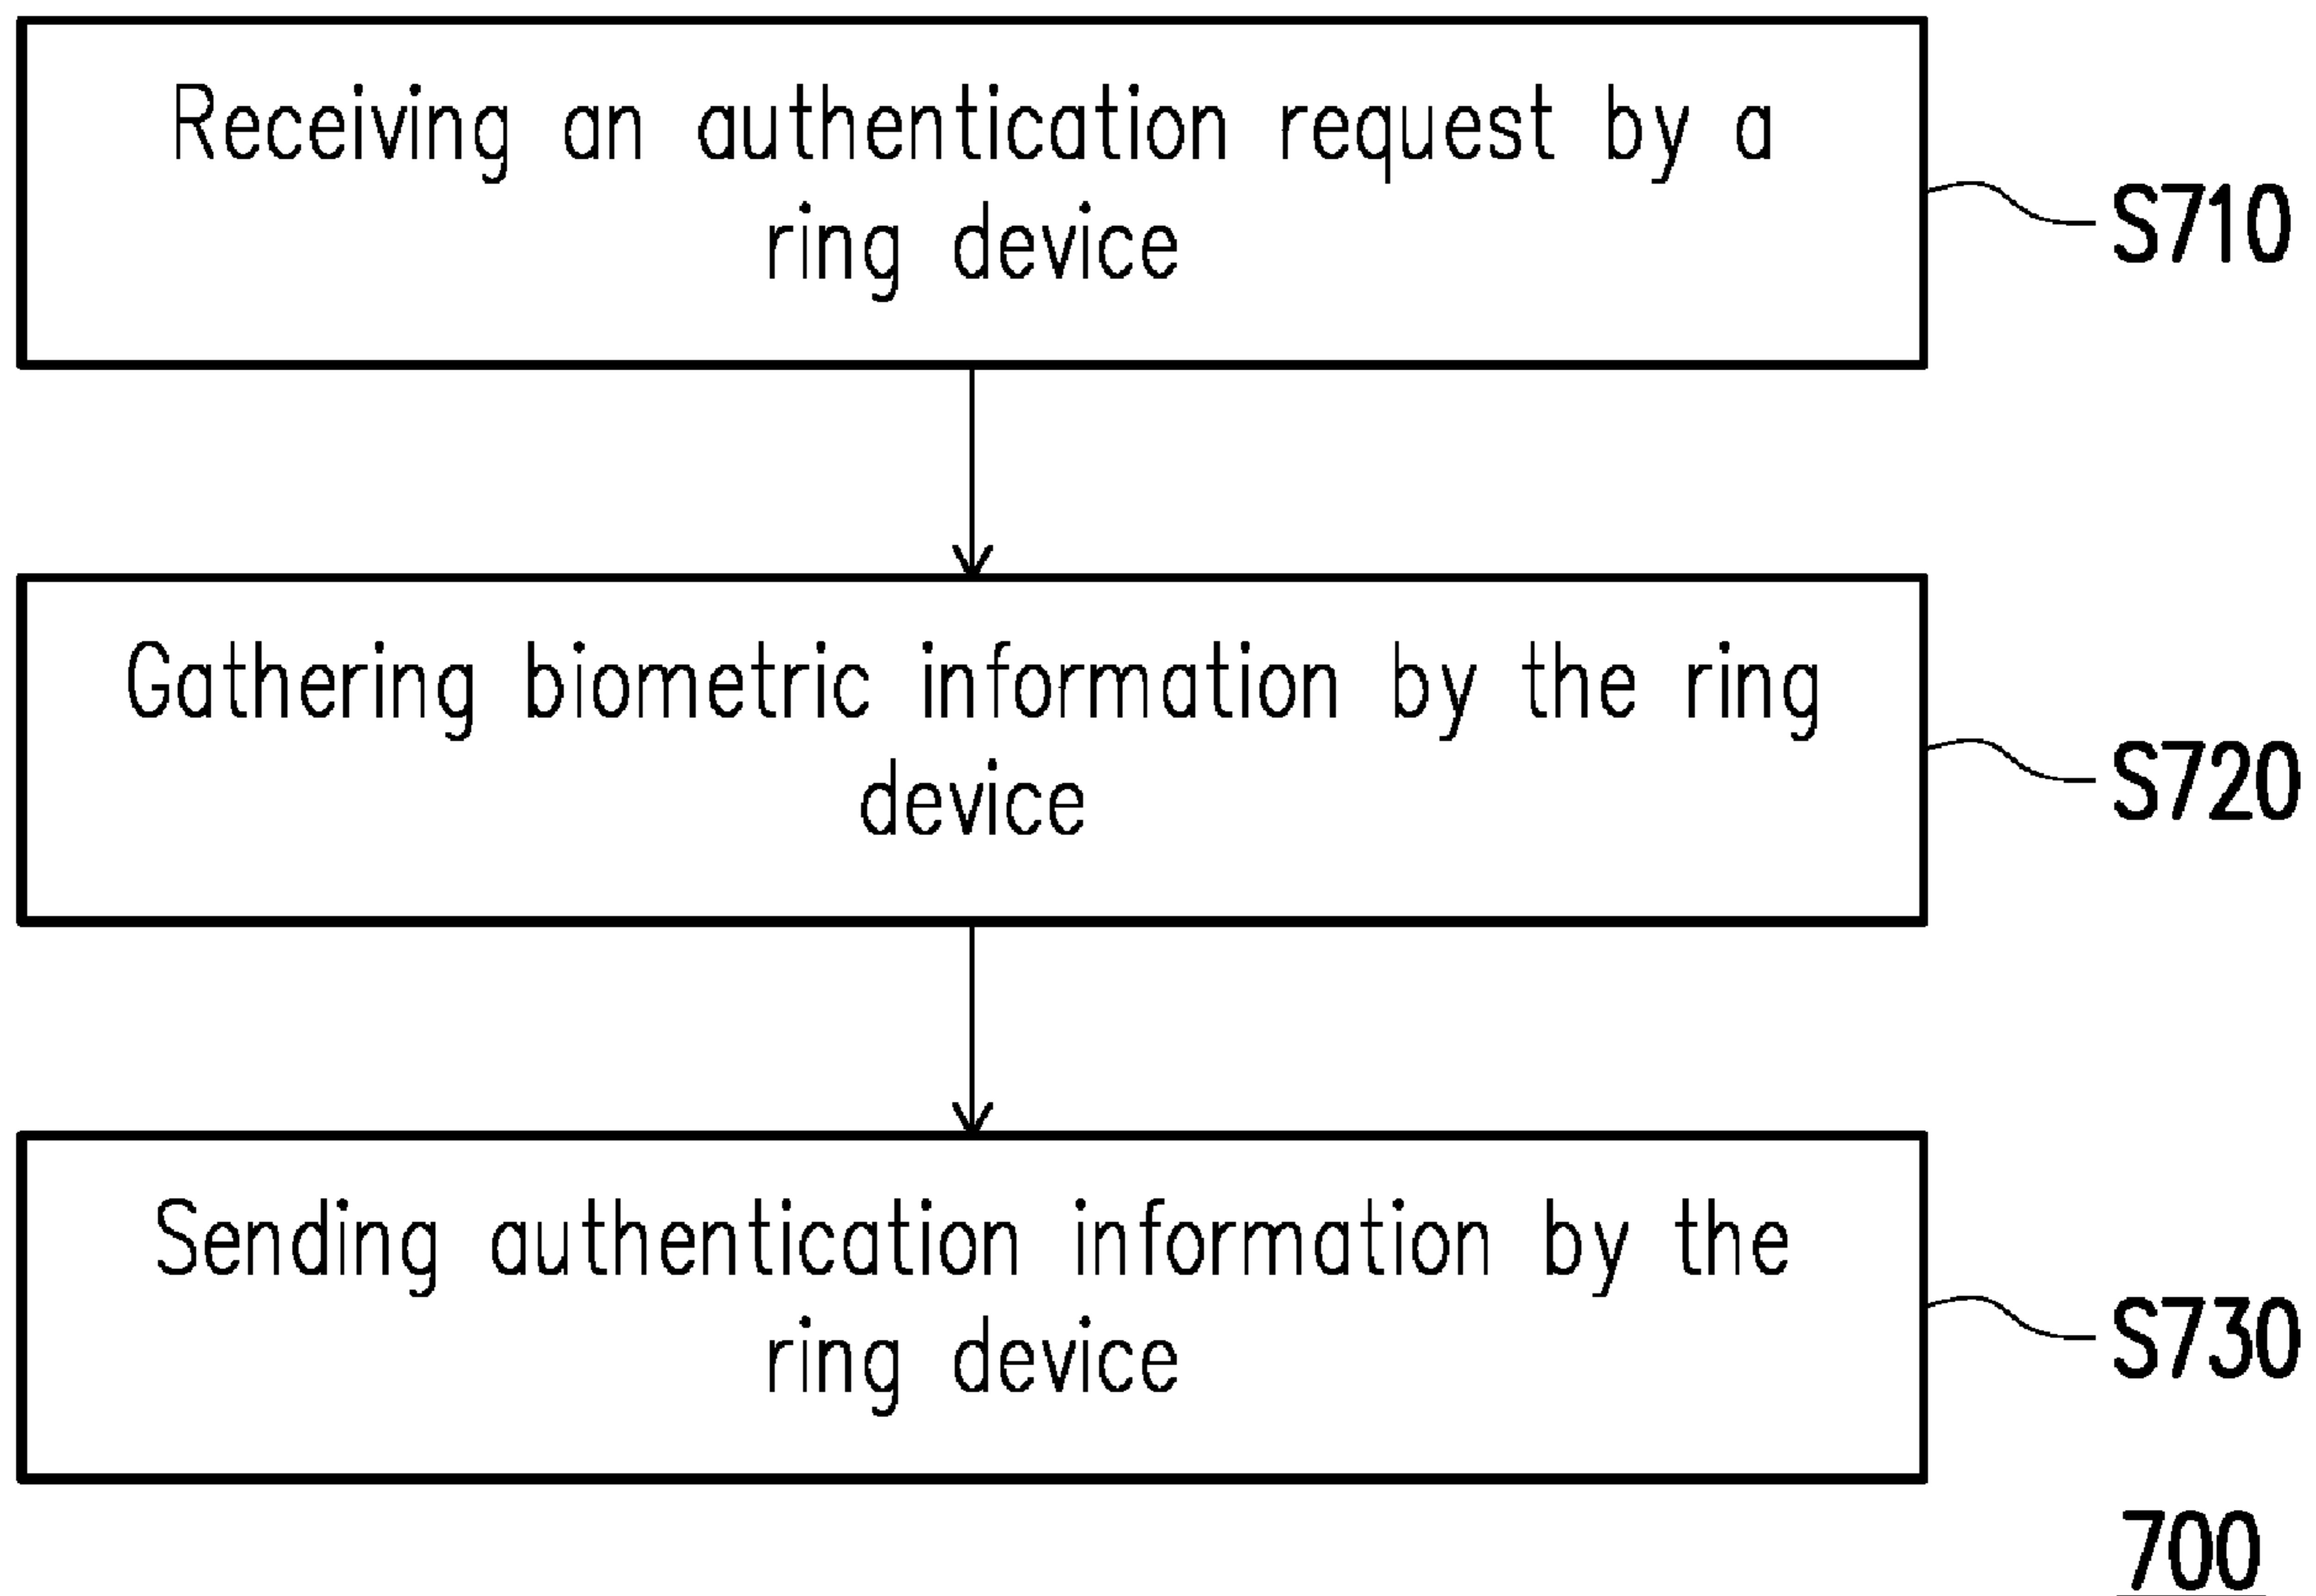 Receiving an authentication request by a
ring device
S710
Gathering biometric information by the ring
device
S720
Sending authentication information by the
ring device
S730
700